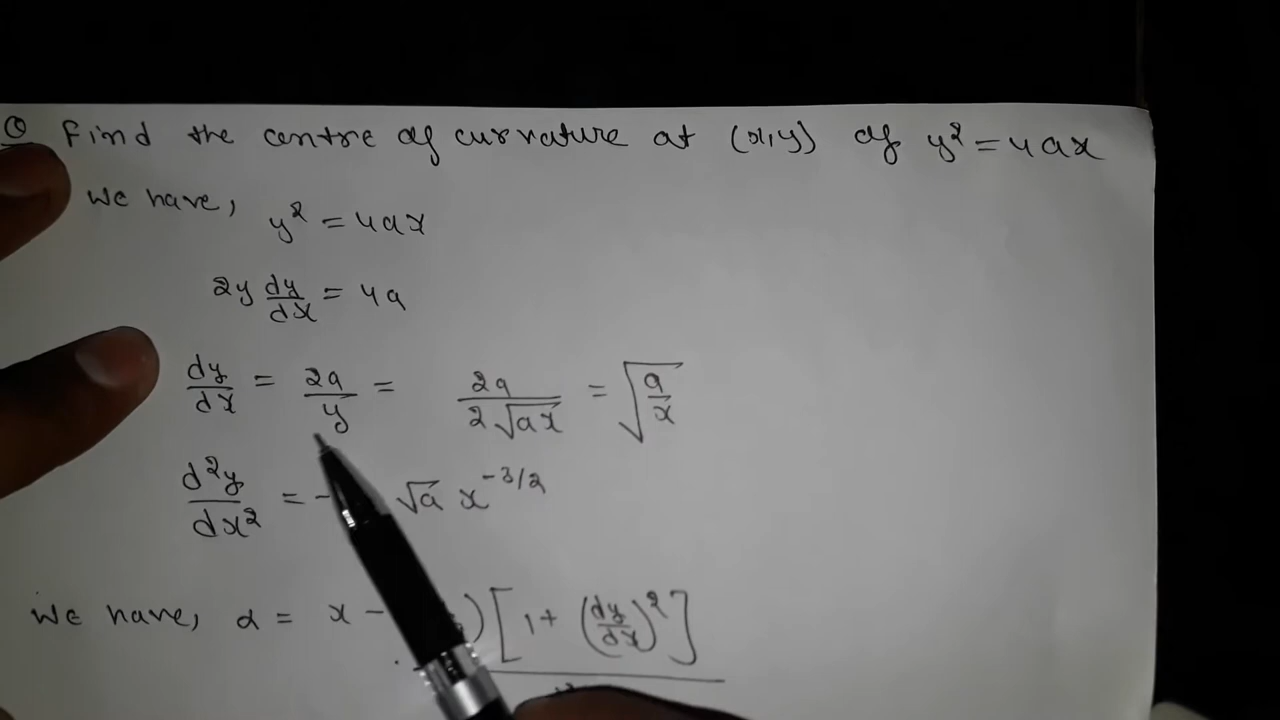 Q Find the centre of curvature at (x,y) of y² = 4ax
We have, y² = 4ax
2y dy/dx = 4a
dy/dx = 2a/y = 2a/2√ax = √a/x
d²y/dx² = - √a x^-3/2
We have, α = x - ) [1 + (dy/dx)²]